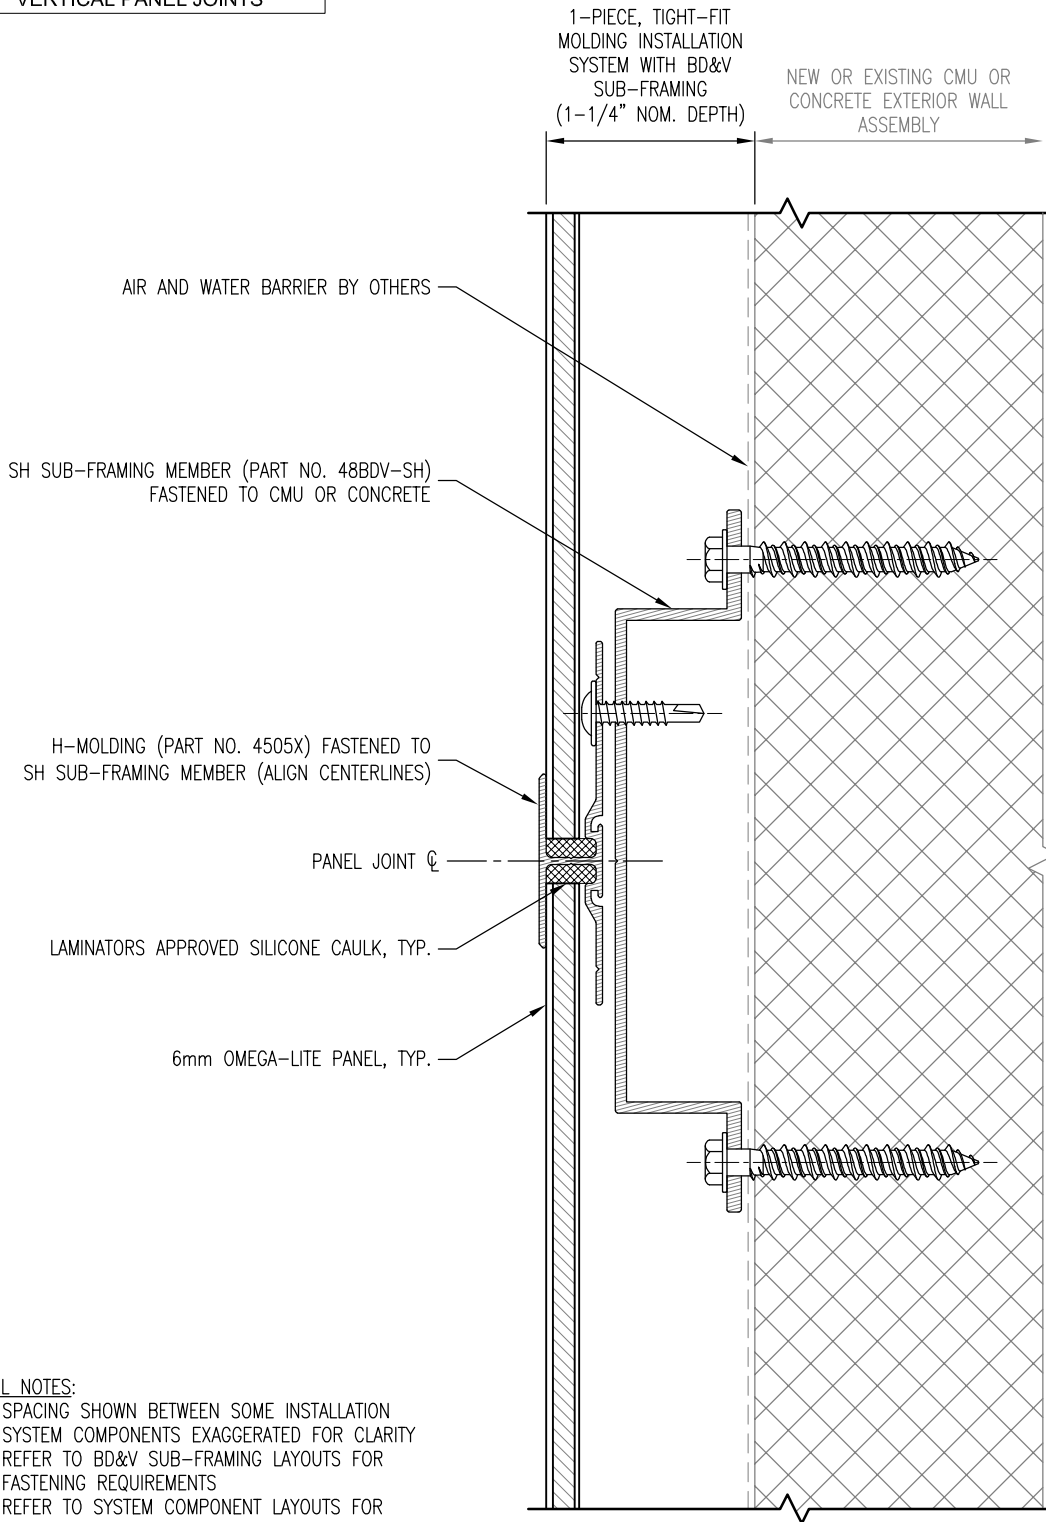 VERTICAL PANEL JOINTS
1-PIECE, TIGHT-FIT
MOLDING INSTALLATION
SYSTEM WITH BD&V
SUB-FRAMING
(1-1/4" NOM. DEPTH)
NEW OR EXISTING CMU OR
CONCRETE EXTERIOR WALL
ASSEMBLY
AIR AND WATER BARRIER BY OTHERS
SH SUB-FRAMING MEMBER (PART NO. 48BDV-SH)
FASTENED TO CMU OR CONCRETE
H-MOLDING (PART NO. 4505X) FASTENED TO
SH SUB-FRAMING MEMBER (ALIGN CENTERLINES)
PANEL JOINT ℄
LAMINATORS APPROVED SILICONE CAULK, TYP.
6mm OMEGA-LITE PANEL, TYP.
L NOTES:
SPACING SHOWN BETWEEN SOME INSTALLATION
SYSTEM COMPONENTS EXAGGERATED FOR CLARITY
REFER TO BD&V SUB-FRAMING LAYOUTS FOR
FASTENING REQUIREMENTS
REFER TO SYSTEM COMPONENT LAYOUTS FOR